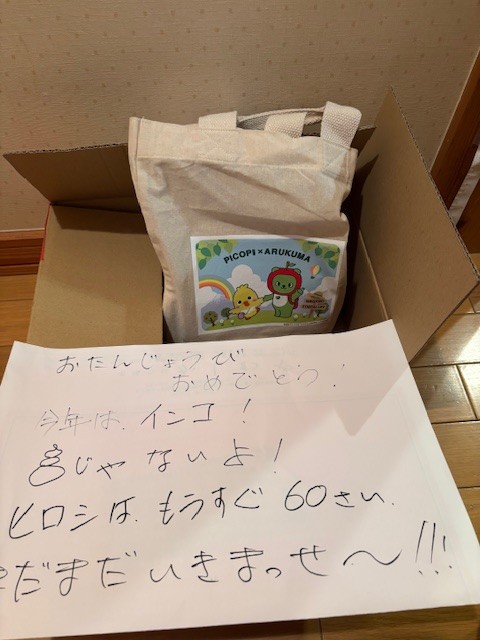 PICOPI×ARUKUMA
おたんじょうび
おめでとう!
今年は、インコ!
じゃないよ!
ヒロシは、もうすぐ 60さい.
まだまだ いきまっせ〜!!!